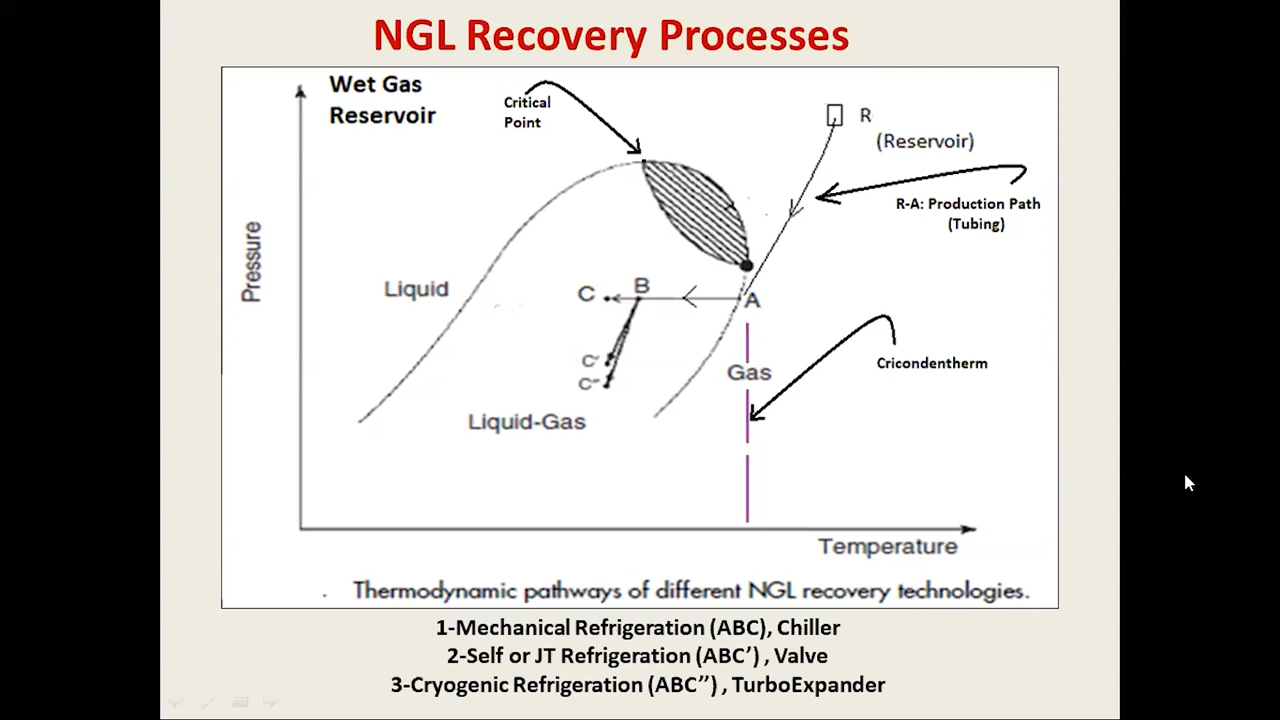 NGL Recovery Processes
Wet Gas
Reservoir
Critical
Point
R
(Reservoir)
R-A: Production Path
(Tubing)
Pressure
Liquid
C
B
A
C'
C"
Gas
Cricondentherm
Liquid-Gas
Temperature
Thermodynamic pathways of different NGL recovery technologies.
1-Mechanical Refrigeration (ABC), Chiller
2-Self or JT Refrigeration (ABC’) , Valve
3-Cryogenic Refrigeration (ABC”) , TurboExpander